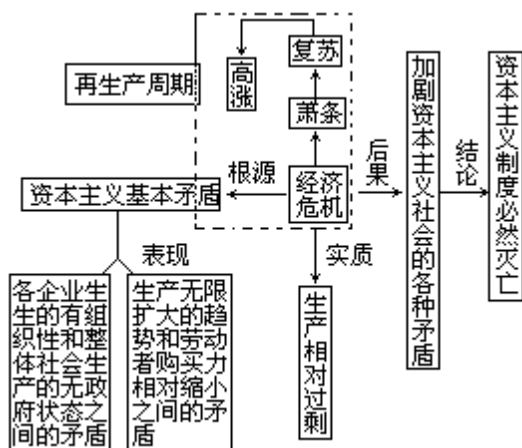 再生产周期
高涨
复苏
萧条
经济
危机
根源
资本主义基本矛盾
表现
各企业生
生的有组
织性和整
体社会生
产的无政
府状态之
间的矛盾
生产无限
扩大的趋
势和劳动
者购买力
相对缩小
之间的矛
盾
实质
生产相对过剩
后果
加剧资本主义社会的各种矛盾
结论
资本主义制度必然灭亡